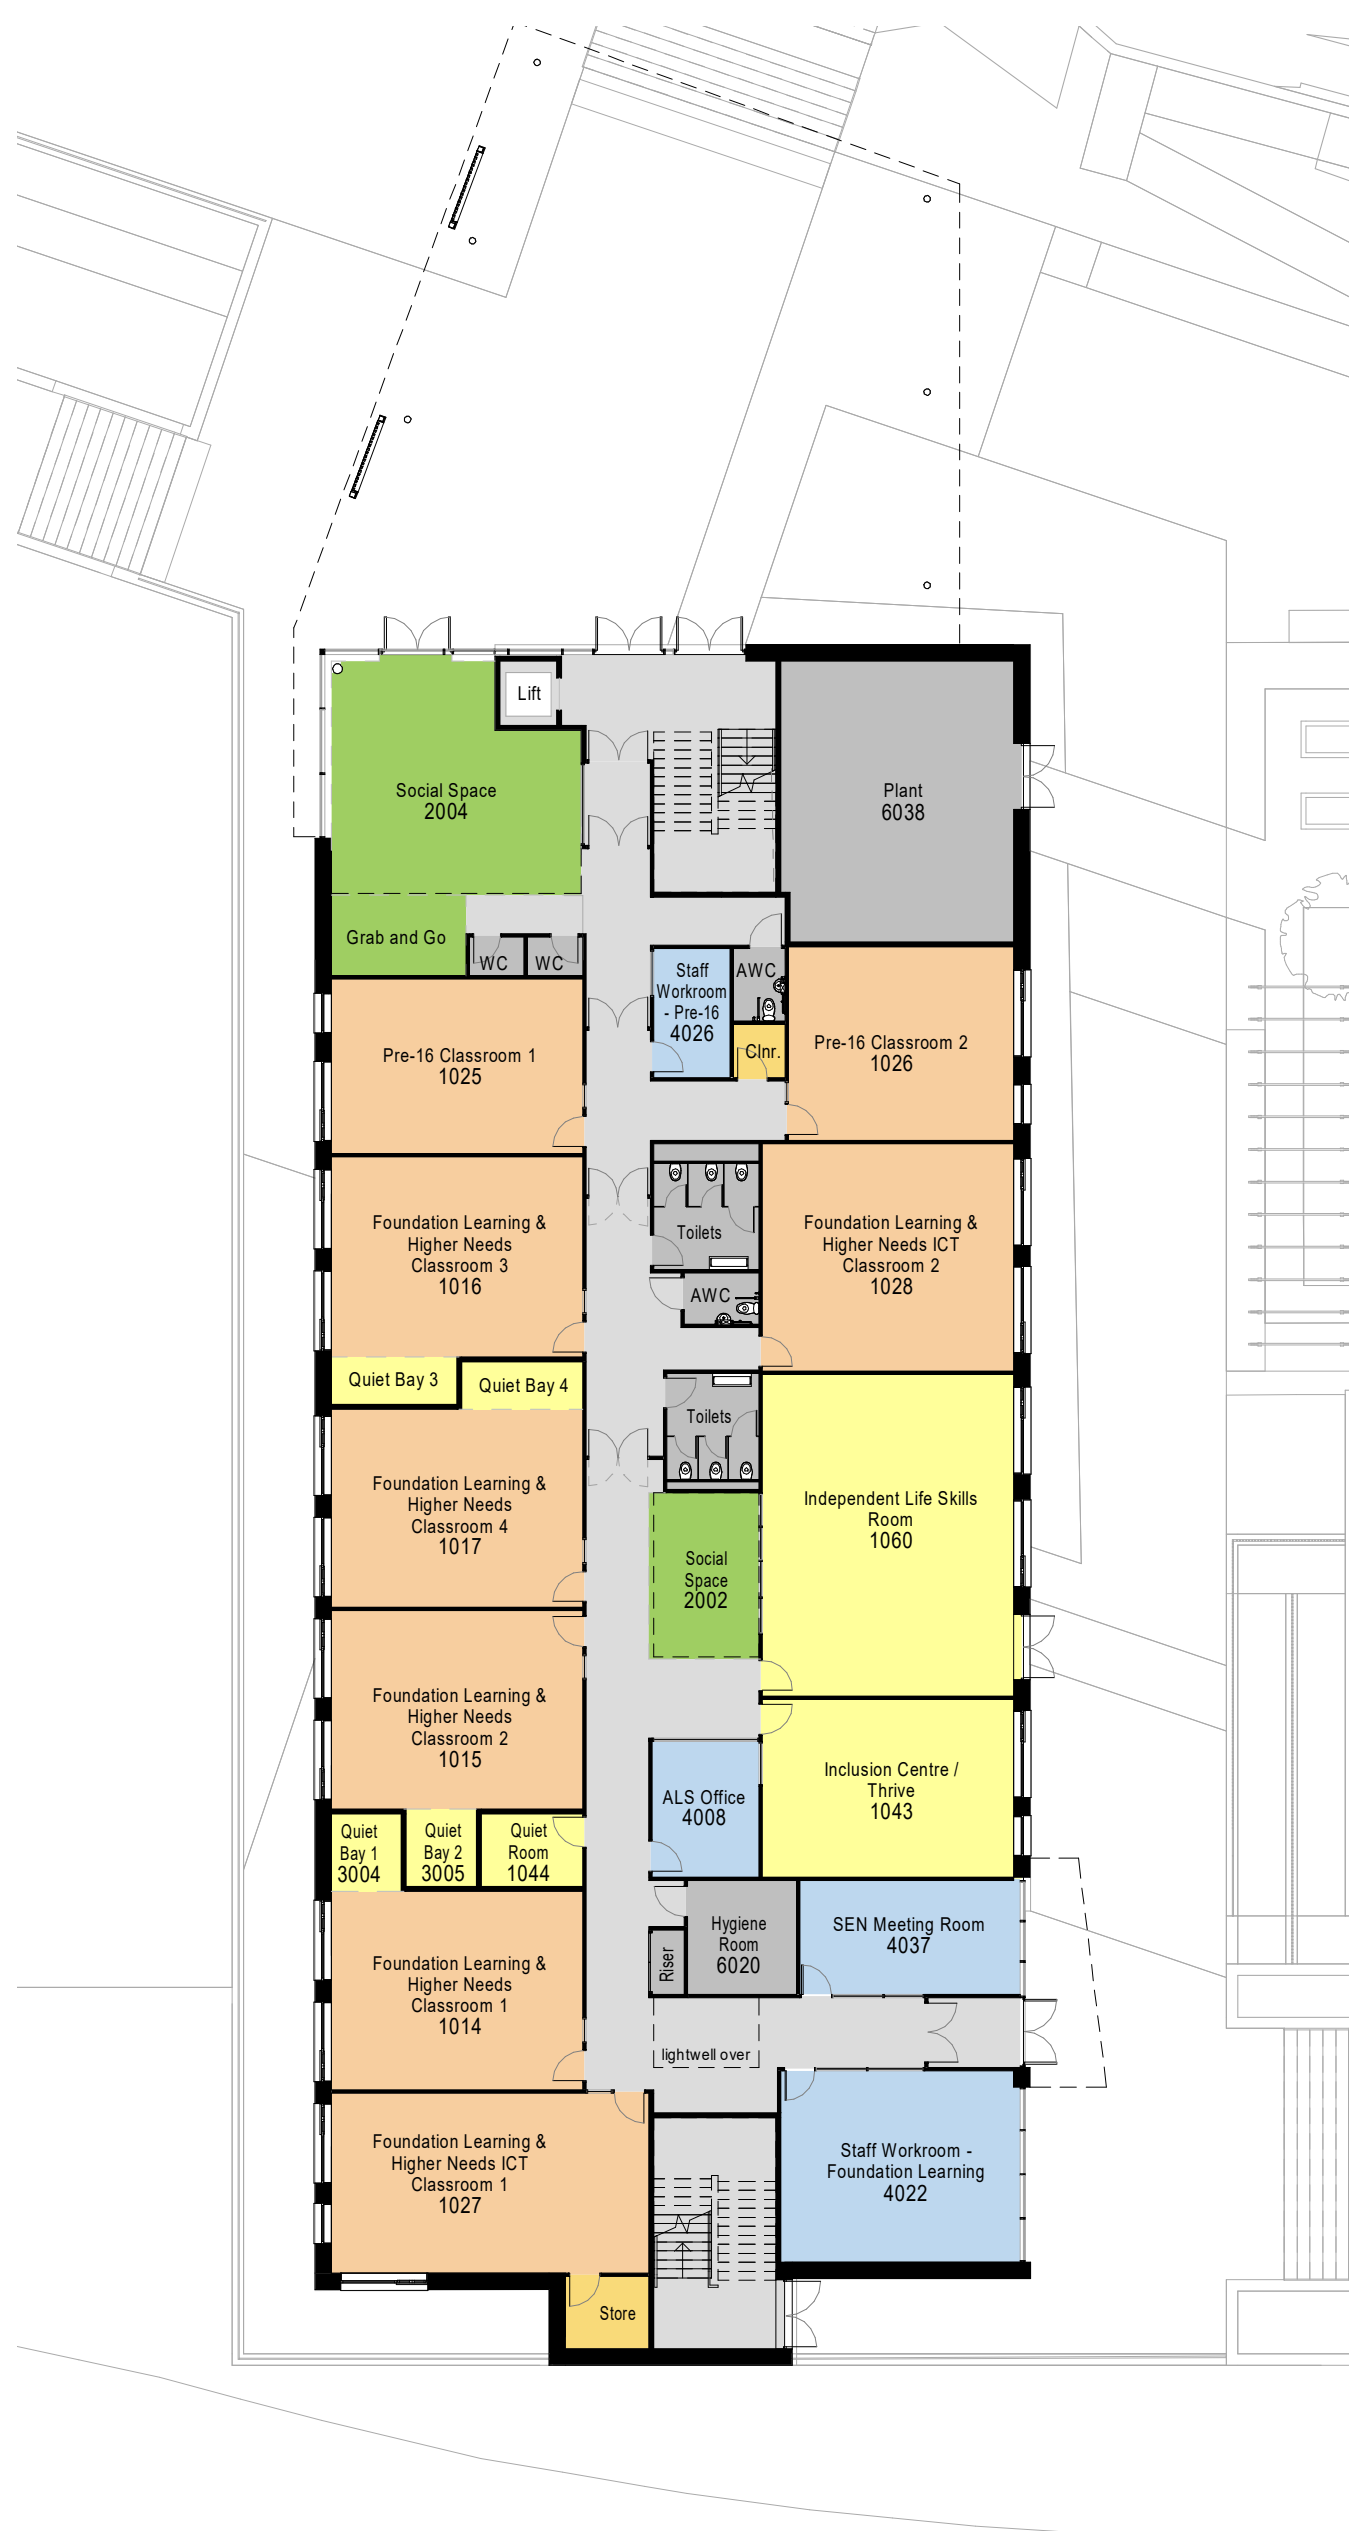 Lift
Social Space
2004
Plant
6038
Grab and Go
WC
WC
Staff
Workroom
- Pre-16
4026
AWC
Clnr.
Pre-16 Classroom 1
1025
Pre-16 Classroom 2
1026
Foundation Learning &
Higher Needs
Classroom 3
1016
Toilets
AWC
Foundation Learning &
Higher Needs ICT
Classroom 2
1028
Quiet Bay 3
Quiet Bay 4
Toilets
Foundation Learning &
Higher Needs
Classroom 4
1017
Independent Life Skills
Room
1060
Social
Space
2002
Foundation Learning &
Higher Needs
Classroom 2
1015
ALS Office
4008
Inclusion Centre /
Thrive
1043
Quiet
Bay 1
3004
Quiet
Bay 2
3005
Quiet
Room
1044
Hygiene
Room
6020
Riser
SEN Meeting Room
4037
Foundation Learning &
Higher Needs
Classroom 1
1014
lightwell over
Foundation Learning &
Higher Needs ICT
Classroom 1
1027
Staff Workroom -
Foundation Learning
4022
Store